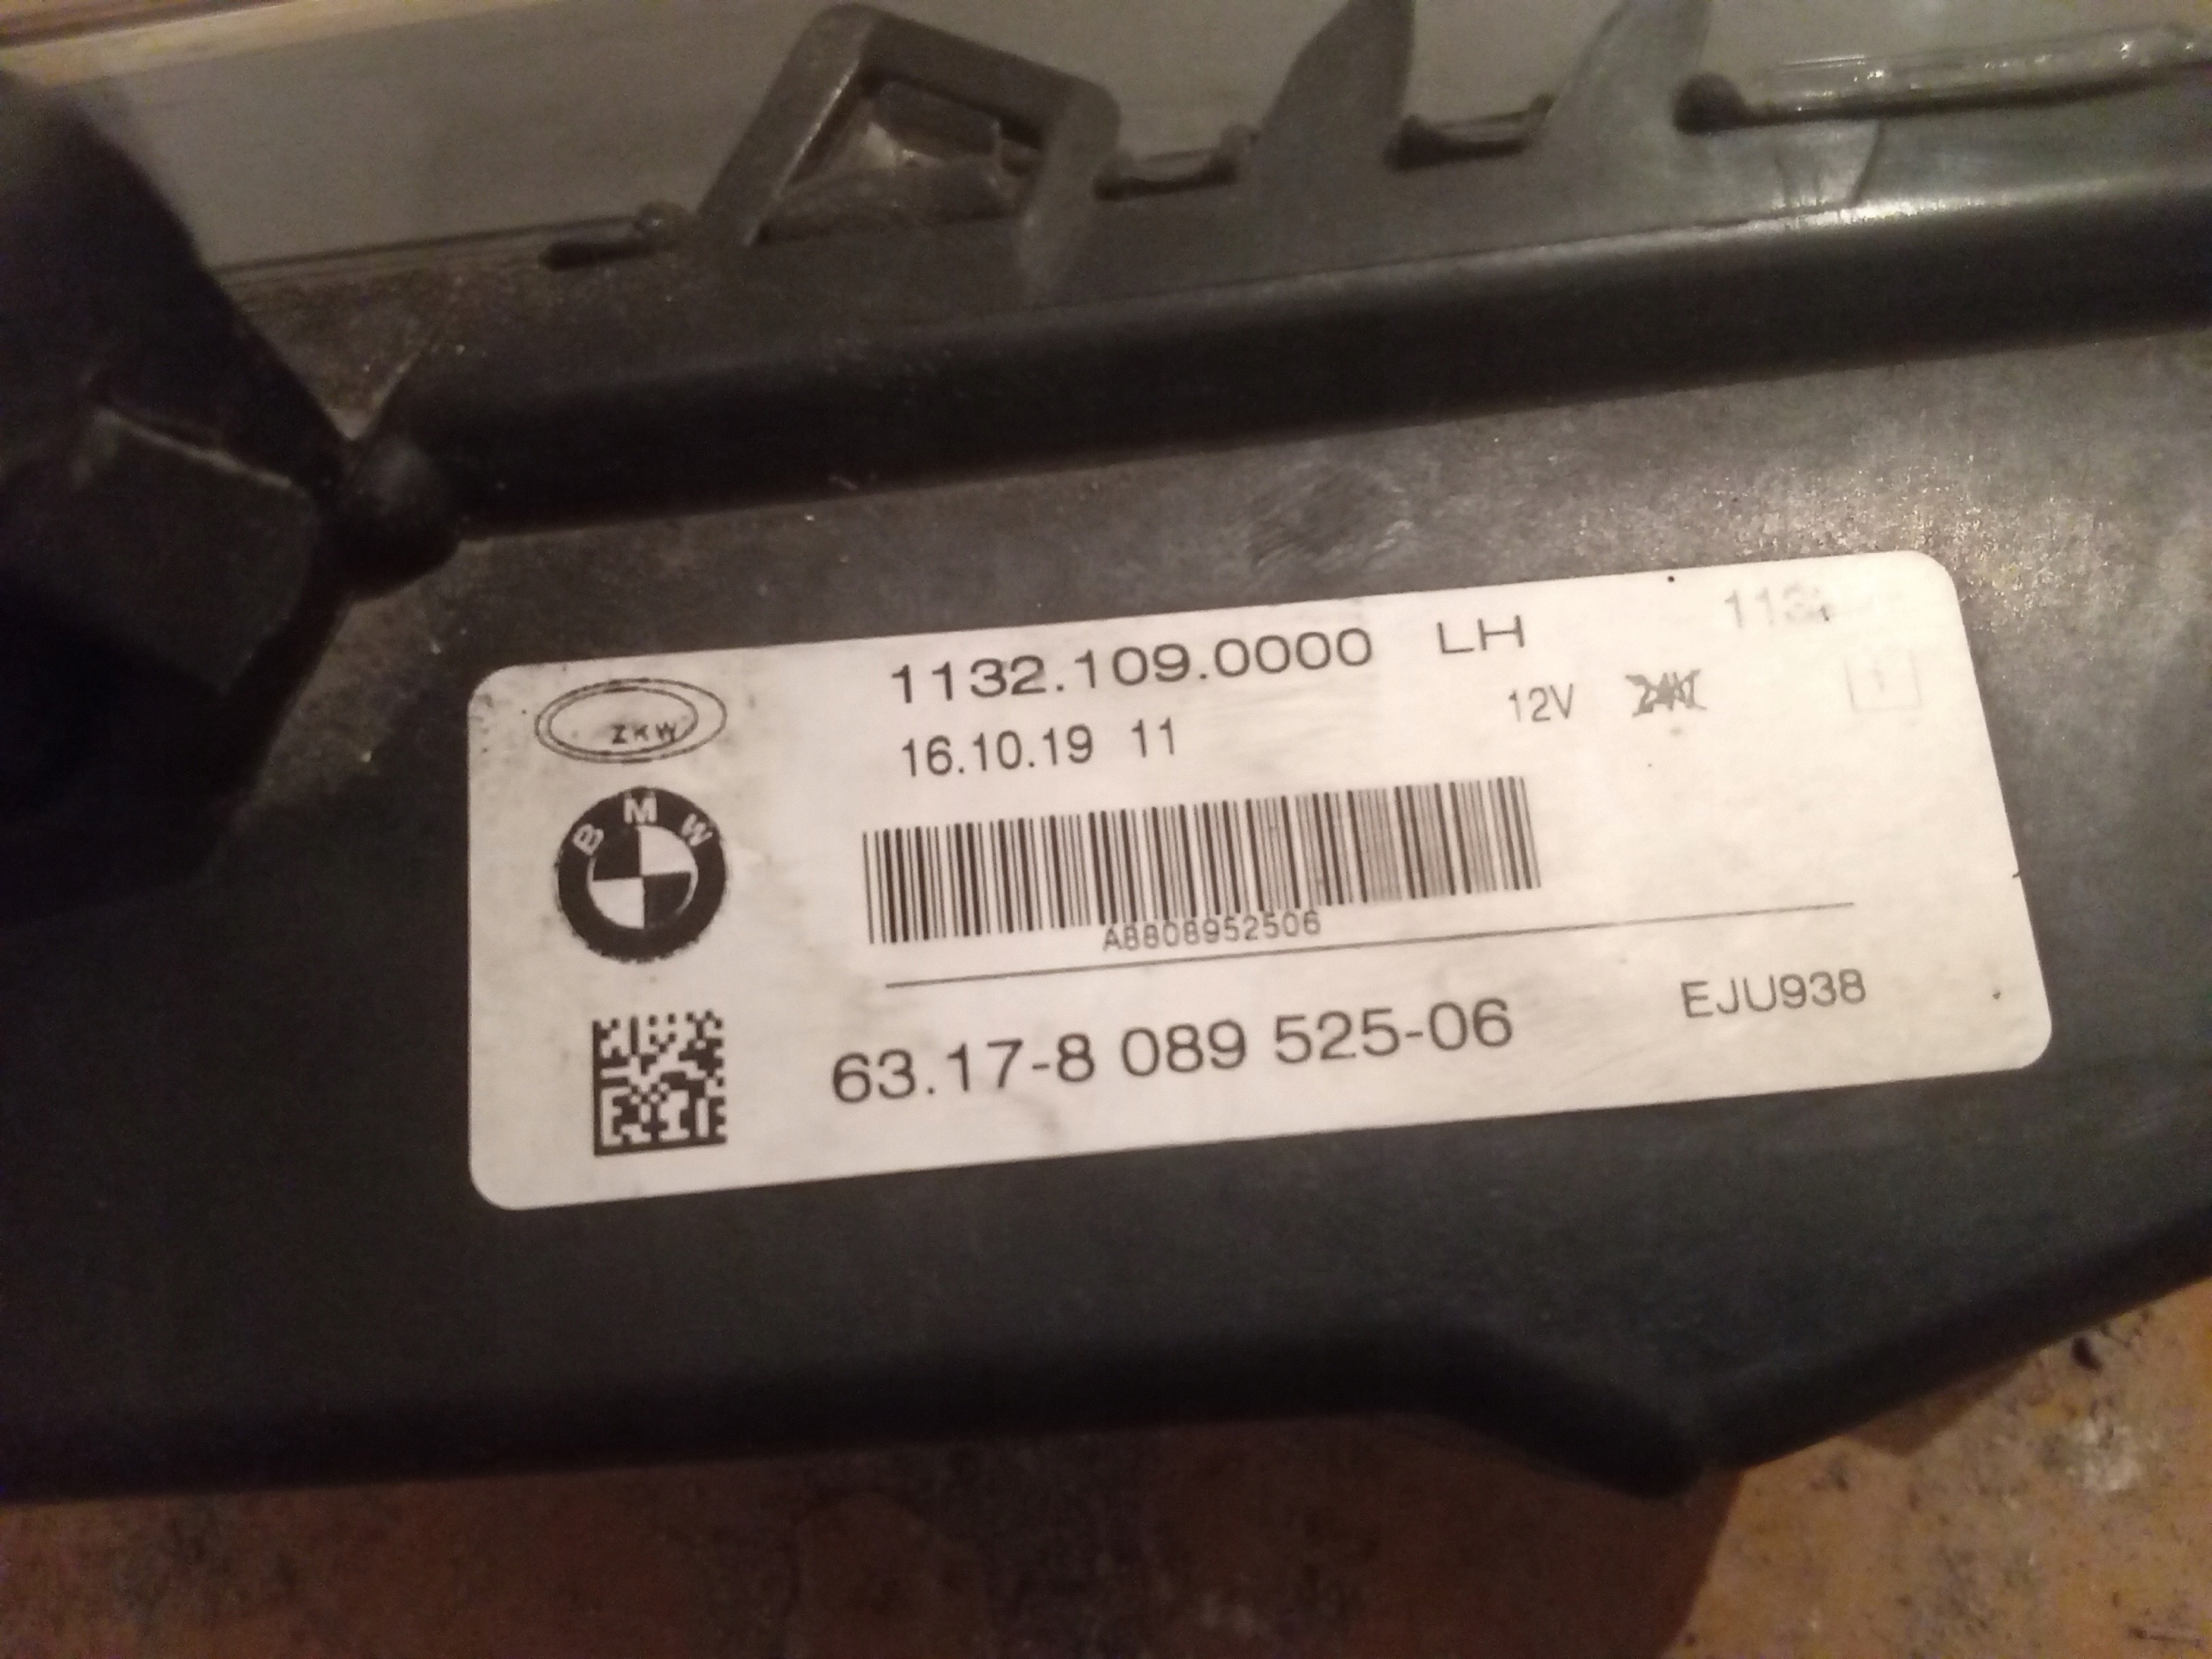 1132.109.0000 LH
ZKW
16.10.19 11
12V
BMW
A8808952506
63.17-8 089 525-06
EJU938